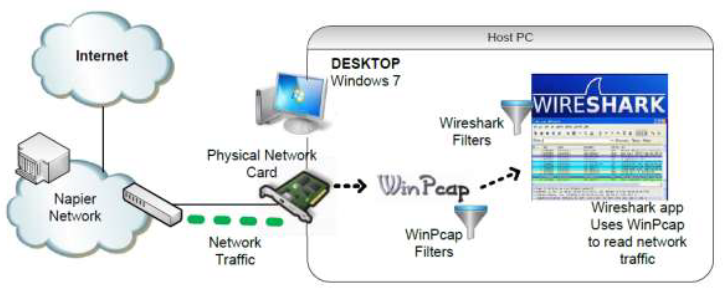 Host PC
Internet
DESKTOP
Windows 7
WIRESHARK
Wireshark
Filters
Physical Network
Card
WinPcap
Napier
Network
Network
Traffic
WinPcap
Filters
Wireshark app
Uses WinPcap
to read network
traffic